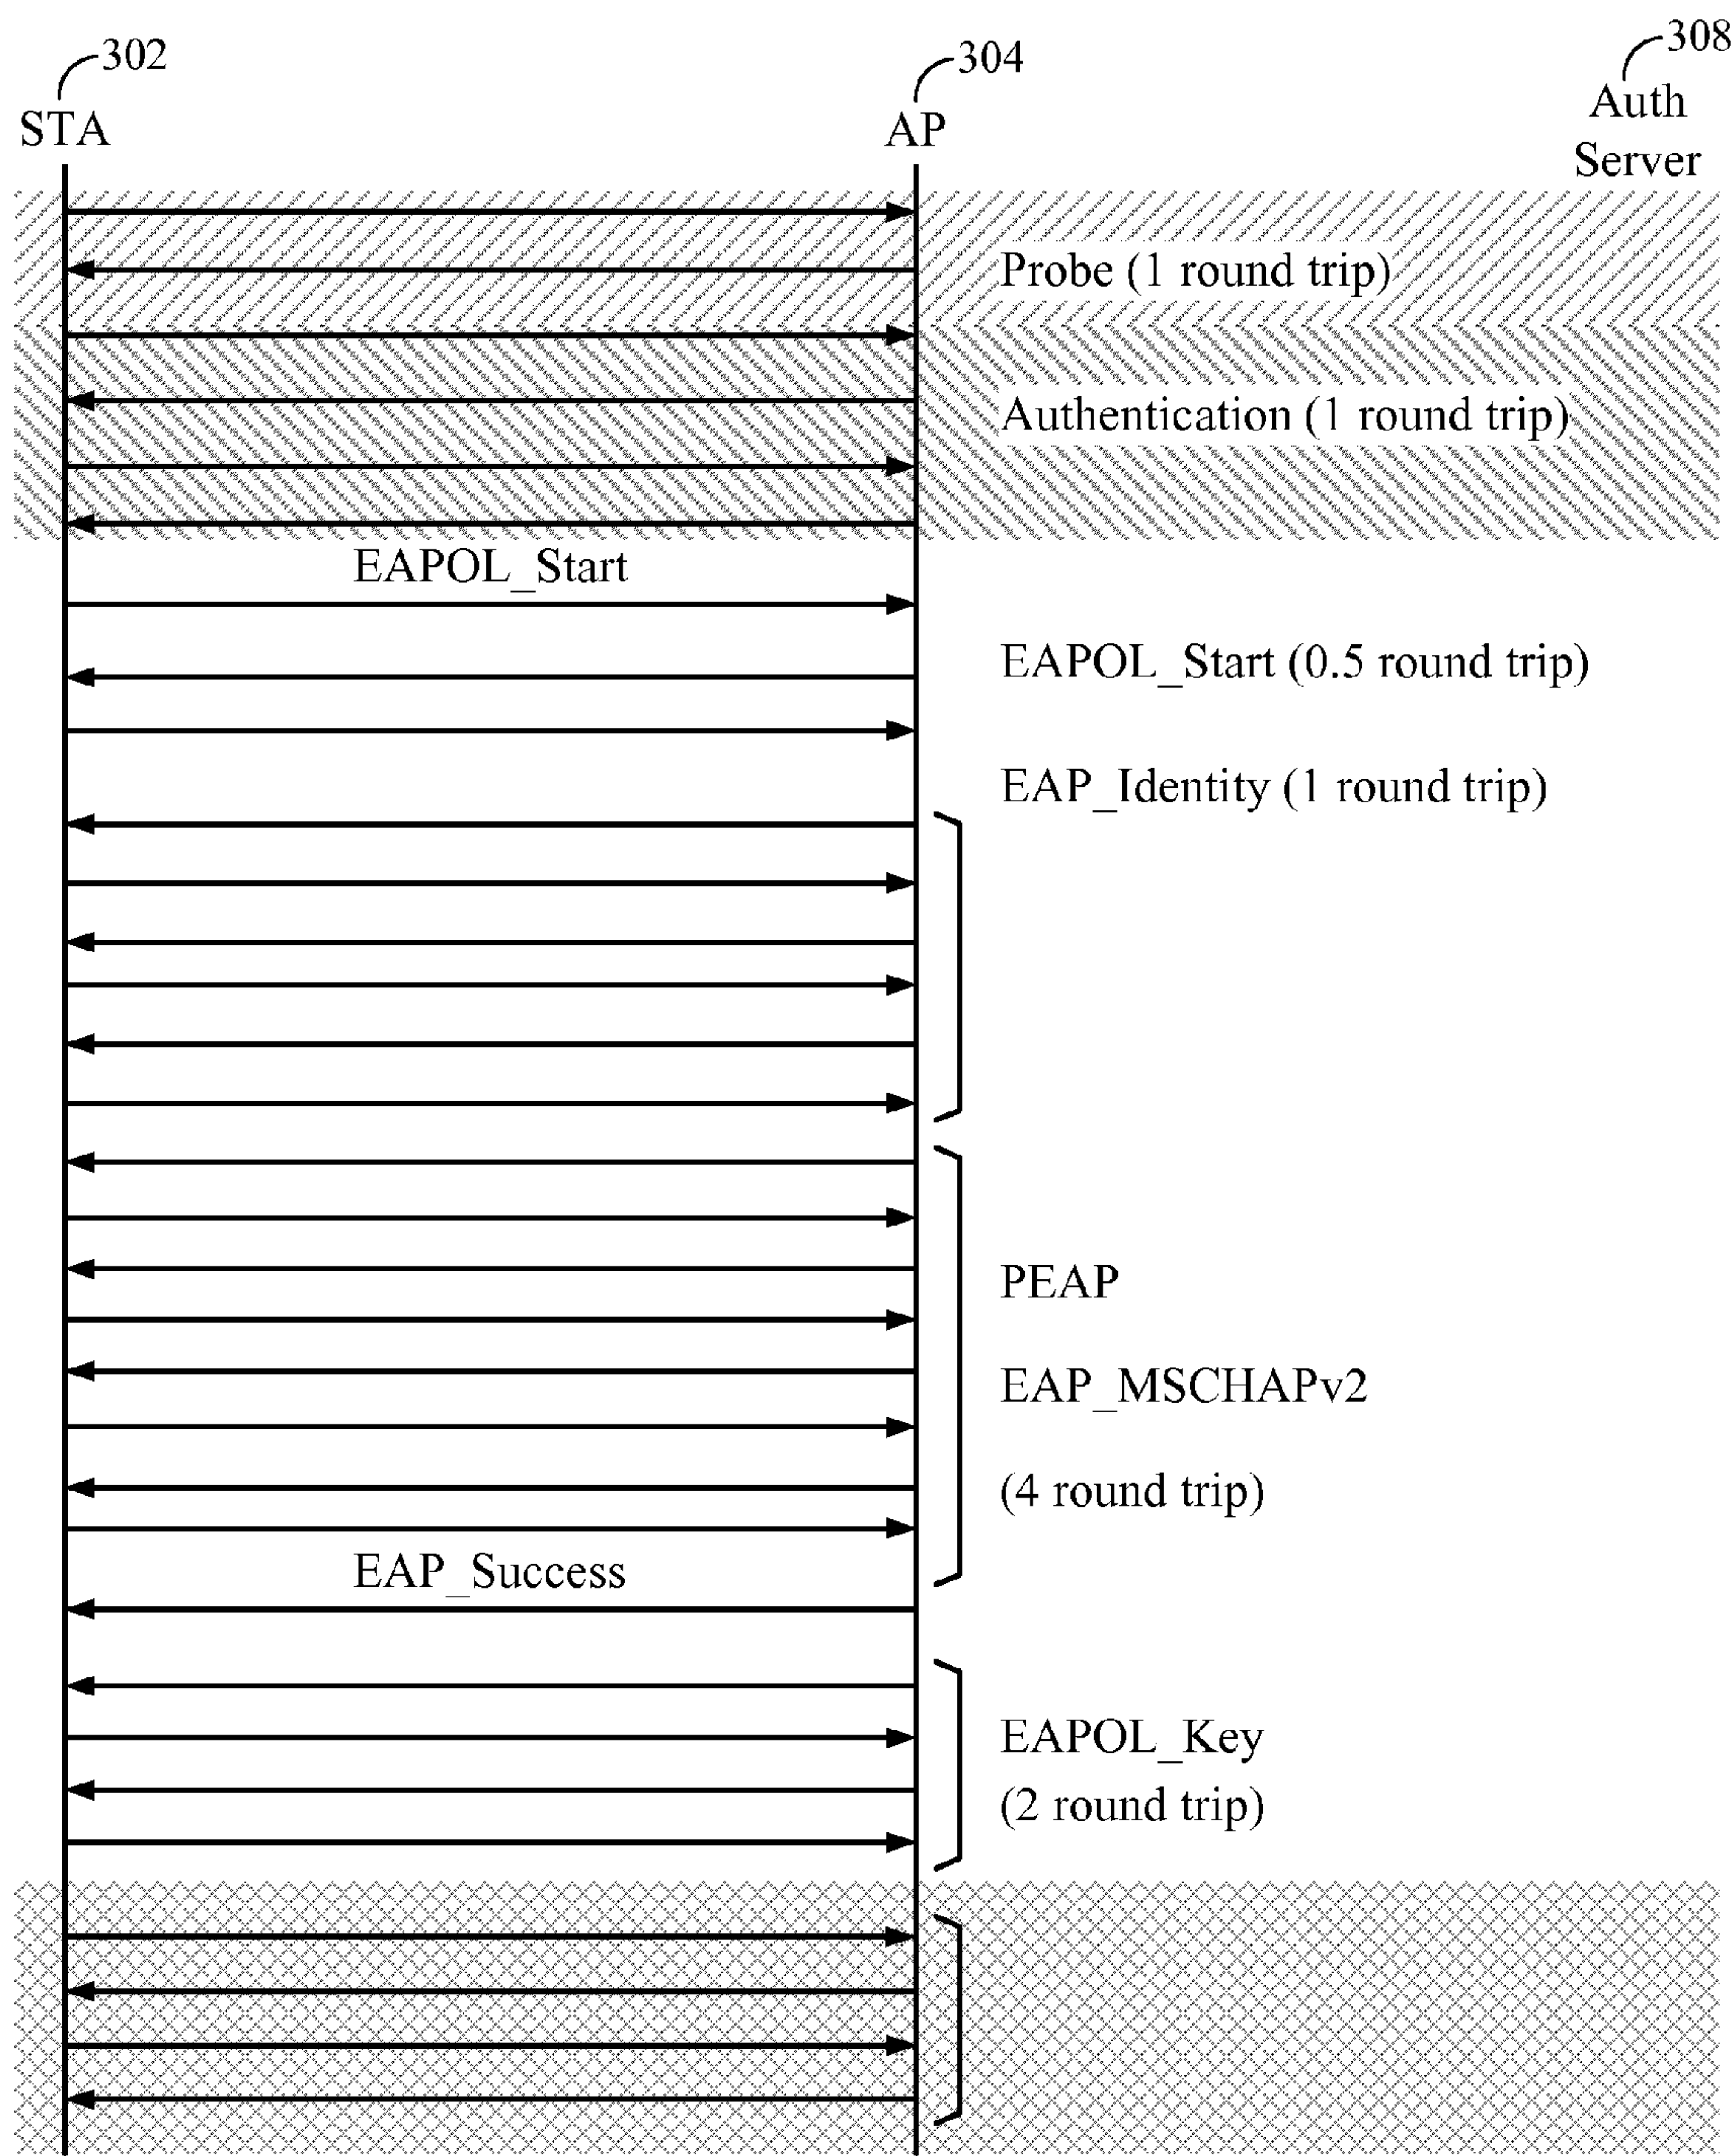 302
304
308
STA
AP
Auth
Server
Probe (1 round trip)
Authentication (1 round trip)
EAPOL_Start
EAPOL_Start (0.5 round trip)
EAP_Identity (1 round trip)
PEAP
EAP_MSCHAPv2
(4 round trip)
EAP_Success
EAPOL_Key
(2 round trip)